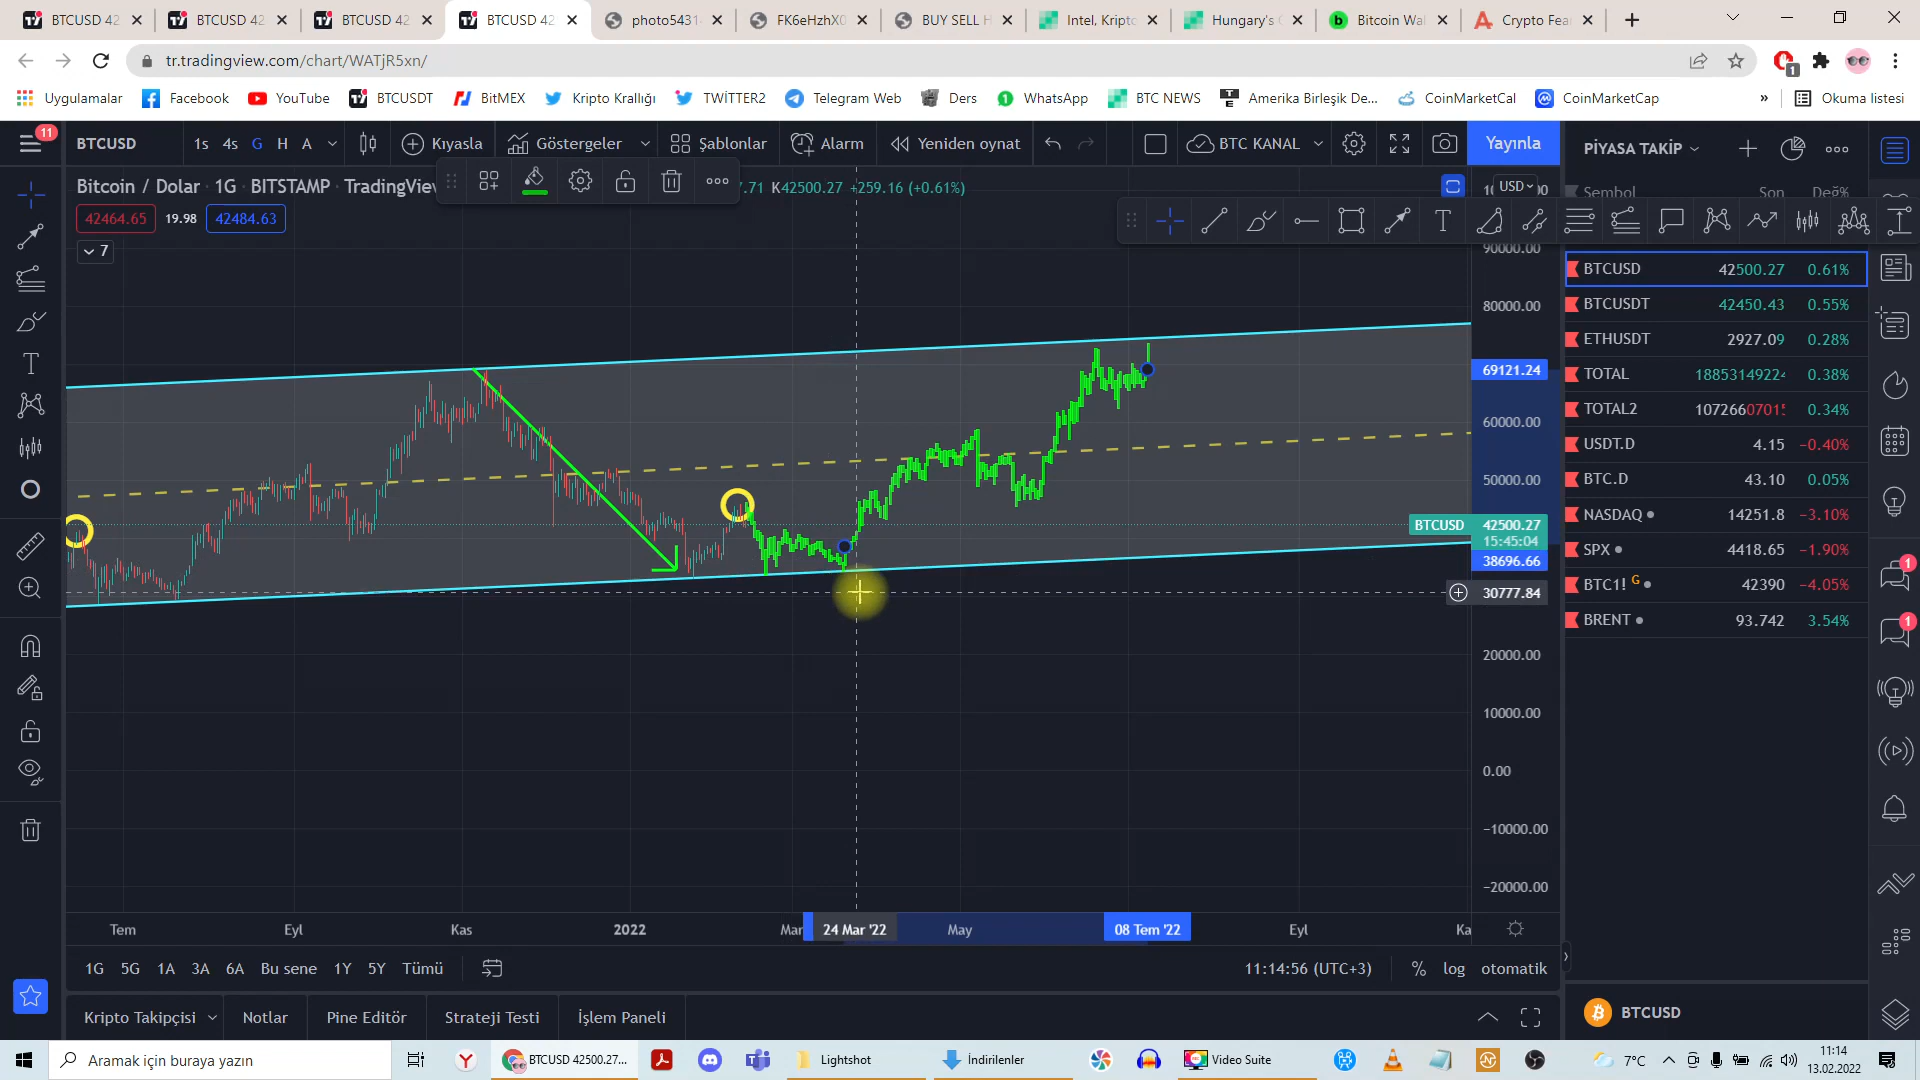 BTCUSD 42
BTCUSD 42
BTCUSD 42
BTCUSD 42
photo5431
FK6eHzhX0
BUY SELL H
Intel, Kripto
Hungary's C
Bitcoin Wal
Crypto Fea
tr.tradingview.com/chart/WATjR5xn/
1
Uygulamalar
Facebook
YouTube
BTCUSDT
BitMEX
Kripto Krallığı
TWİTTER2
Telegram Web
Ders
WhatsApp
BTC NEWS
Amerika Birleşik De...
CoinMarketCal
CoinMarketCap
»
Okuma listesi
11
BTCUSD
1s 4s G H A
Kıyasla
Göstergeler
Şablonlar
Alarm
Yeniden oynat
BTC KANAL
Yayınla
PİYASA TAKİP
Bitcoin / Dolar · 1G · BITSTAMP · TradingView
7.71 K42500.27 +259.16 (+0.61%)
42464.65 19.98 42484.63
7
USD
Sembol Son Değ%
BTCUSD 42500.27 0.61%
BTCUSDT 42450.43 0.55%
ETHUSDT 2927.09 0.28%
TOTAL 1885314922 0.38%
TOTAL2 1072660701 0.34%
USDT.D 4.15 −0.40%
BTC.D 43.10 0.05%
NASDAQ 14251.8 −3.10%
SPX 4418.65 −1.90%
BTC1! G 42390 −4.05%
BRENT 93.742 3.54%
90000.00
80000.00
69121.24
60000.00
50000.00
BTCUSD 42500.27
15:45:04
38696.66
30777.84
20000.00
10000.00
0.00
−10000.00
−20000.00
Tem Eyl Kas 2022 Mar 24 Mar '22 May 08 Tem '22 Eyl Ka
1G 5G 1A 3A 6A Bu sene 1Y 5Y Tümü
11:14:56 (UTC+3) % log otomatik
1
1
Kripto Takipçisi
Notlar
Pine Editör
Strateji Testi
İşlem Paneli
BTCUSD
Aramak için buraya yazın
BTCUSD 42500.27...
Lightshot
İndirilenler
Video Suite
7°C
11:14
13.02.2022